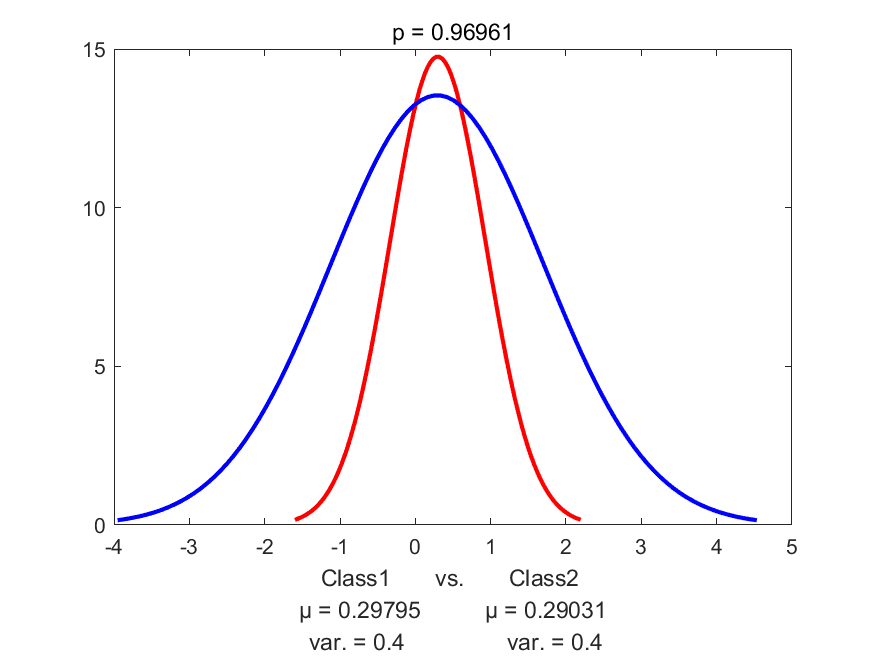 p = 0.96961
15
10
5
0
-4 -3 -2 -1 0 1 2 3 4 5
Class1 vs. Class2
μ = 0.29795 μ = 0.29031
var. = 0.4 var. = 0.4